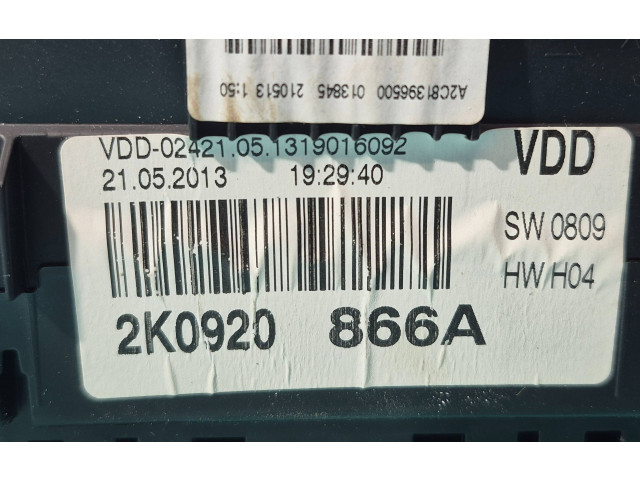 A2C81396500 013845 210513 1:50
VDD-02421.05.1319016092
21.05.2013 19:29:40
VDD
SW 0809
HW H04
2K0920 866A